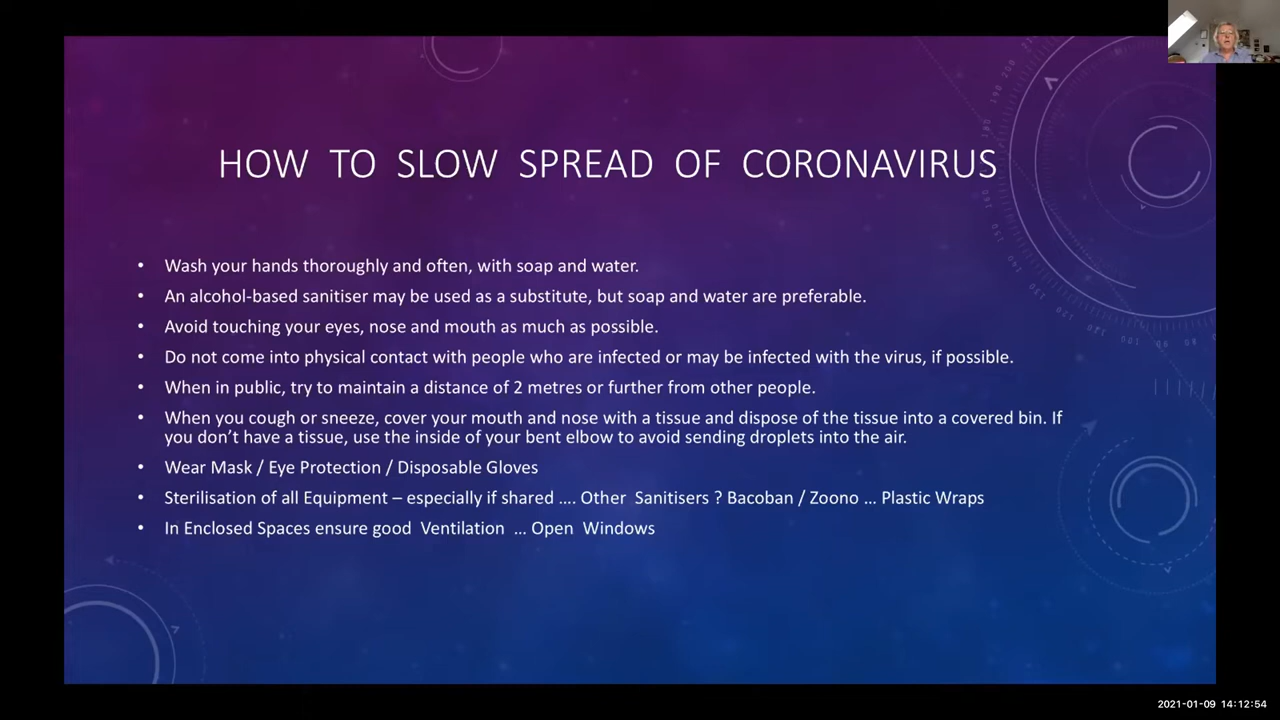 HOW TO SLOW SPREAD OF CORONAVIRUS
• Wash your hands thoroughly and often, with soap and water.
• An alcohol-based sanitiser may be used as a substitute, but soap and water are preferable.
• Avoid touching your eyes, nose and mouth as much as possible.
• Do not come into physical contact with people who are infected or may be infected with the virus, if possible.
• When in public, try to maintain a distance of 2 metres or further from other people.
• When you cough or sneeze, cover your mouth and nose with a tissue and dispose of the tissue into a covered bin. If
you don’t have a tissue, use the inside of your bent elbow to avoid sending droplets into the air.
• Wear Mask / Eye Protection / Disposable Gloves
• Sterilisation of all Equipment – especially if shared .... Other Sanitisers ? Bacoban / Zoono ... Plastic Wraps
• In Enclosed Spaces ensure good Ventilation ... Open Windows
2021-01-09 14:12:54